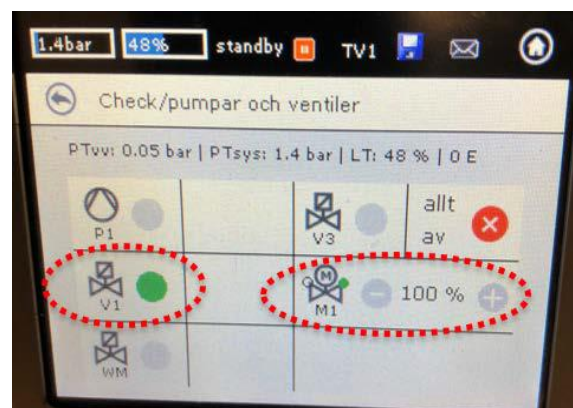 1.4bar 48% standby TV1
Check/pumpar och ventiler
PTvv: 0.05 bar | PTsys: 1.4 bar | LT: 48 % | 0 E
P1 V3 allt av
V1 M M1 100 %
WM